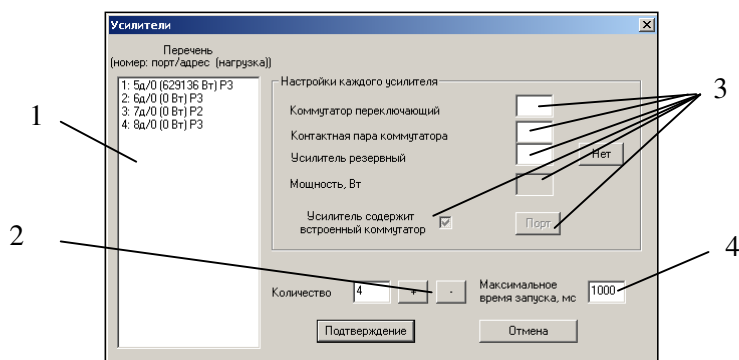 Усилители
Перечень
(номер: порт/адрес (нагрузка))
1: 5д/0 (629136 Вт) Р3
2: 6д/0 (0 Вт) Р3
3: 7д/0 (0 Вт) Р2
4: 8д/0 (0 Вт) Р3
Настройки каждого усилителя
Коммутатор переключающий
Контактная пара коммутатора
Усилитель резервный
Нет
Мощность, Вт
Усилитель содержит
встроенный коммутатор
Порт
Количество
4
+
-
Максимальное
время запуска, мс
1000
Подтверждение
Отмена
1
2
3
4